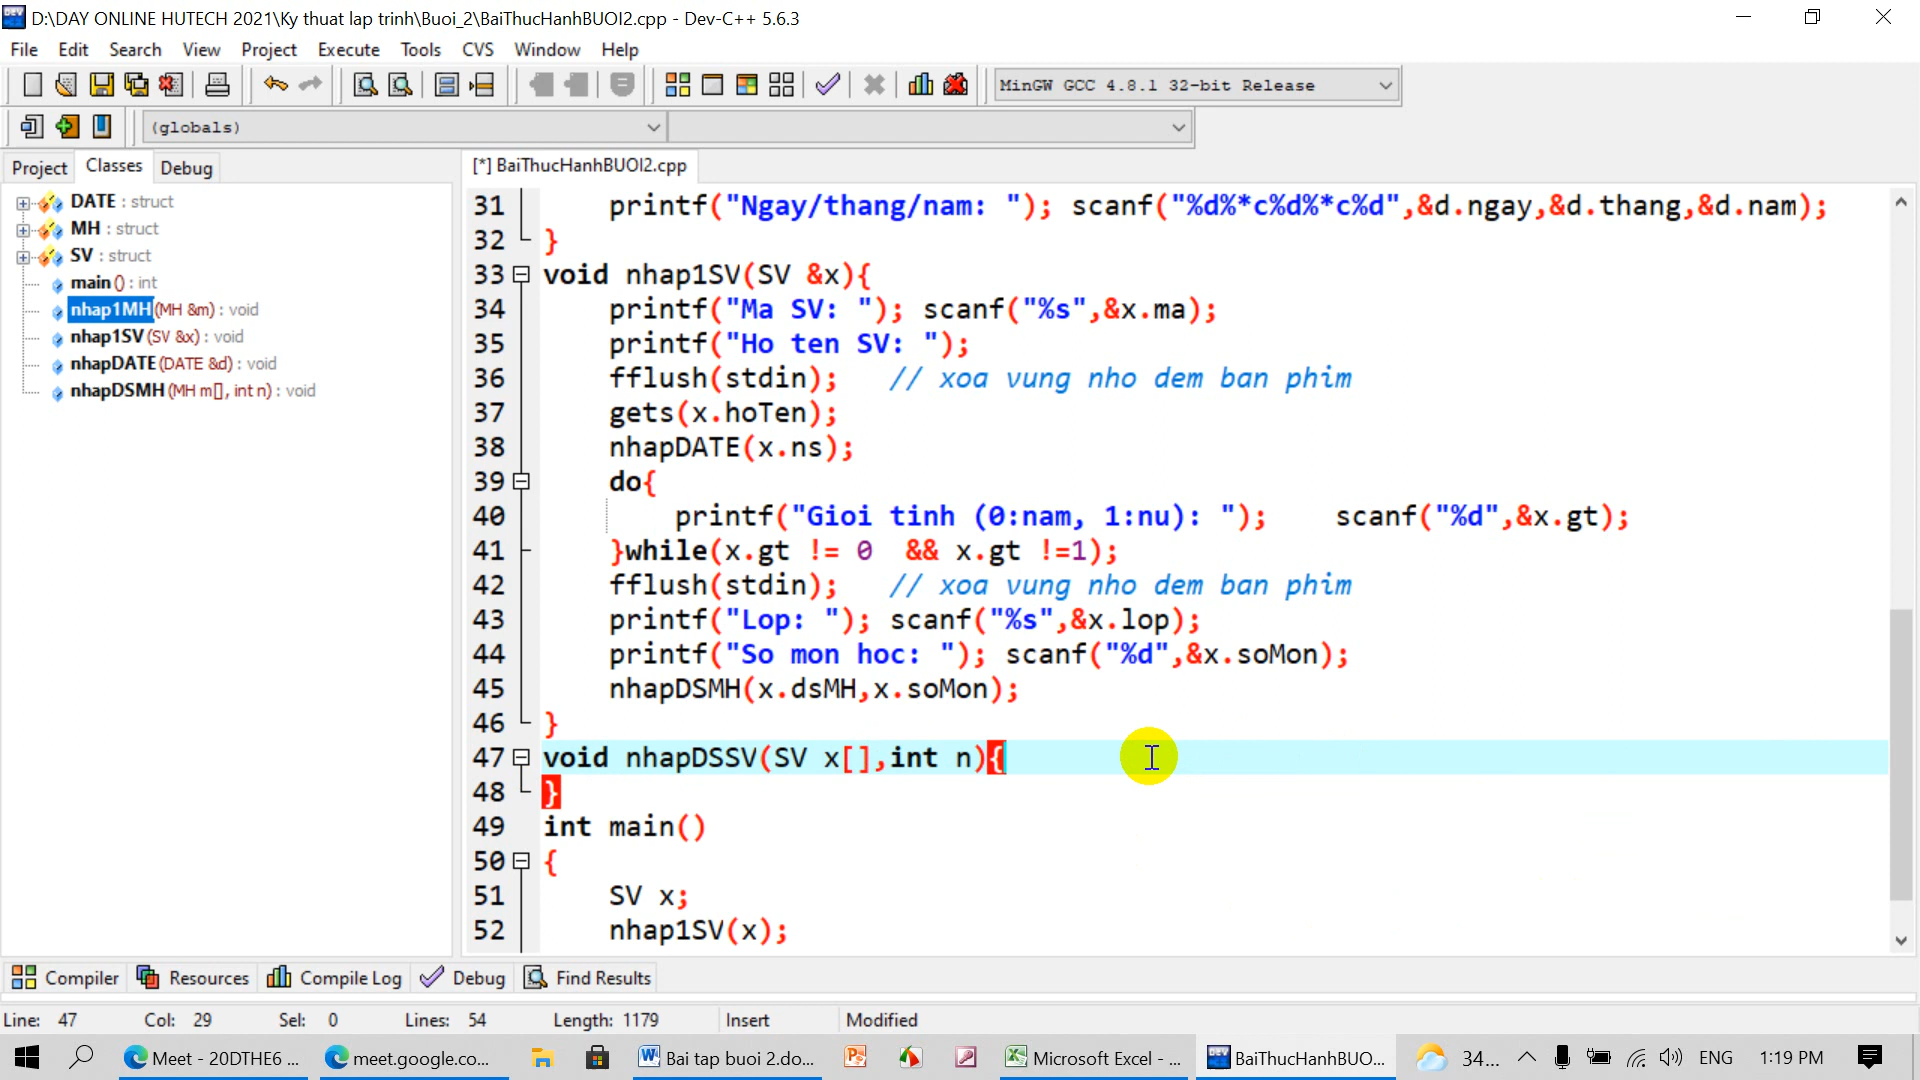 D:\DAY ONLINE HUTECH 2021\Ky thuat lap trinh\Buoi_2\BaiThucHanhBUOI2.cpp - Dev-C++ 5.6.3
File Edit Search View Project Execute Tools CVS Window Help
MinGW GCC 4.8.1 32-bit Release
(globals)
Project Classes Debug
[*] BaiThucHanhBUOI2.cpp
DATE : struct
MH : struct
SV : struct
main () : int
nhap1MH (MH &m) : void
nhap1SV (SV &x) : void
nhapDATE (DATE &d) : void
nhapDSMH (MH m[], int n) : void
31 printf("Ngay/thang/nam: "); scanf("%d%*c%d%*c%d",&d.ngay,&d.thang,&d.nam);
32 }
33 void nhap1SV(SV &x){
34 printf("Ma SV: "); scanf("%s",&x.ma);
35 printf("Ho ten SV: ");
36 fflush(stdin); // xoa vung nho dem ban phim
37 gets(x.hoTen);
38 nhapDATE(x.ns);
39 do{
40 printf("Gioi tinh (0:nam, 1:nu): "); scanf("%d",&x.gt);
41 }while(x.gt != 0 && x.gt !=1);
42 fflush(stdin); // xoa vung nho dem ban phim
43 printf("Lop: "); scanf("%s",&x.lop);
44 printf("So mon hoc: "); scanf("%d",&x.soMon);
45 nhapDSMH(x.dsMH,x.soMon);
46 }
47 void nhapDSSV(SV x[],int n){
48 }
49 int main()
50 {
51 SV x;
52 nhap1SV(x);
Compiler Resources Compile Log Debug Find Results
Line: 47 Col: 29 Sel: 0 Lines: 54 Length: 1179 Insert Modified
Meet - 20DTHE6 ... meet.google.co... Bai tap buoi 2.do... Microsoft Excel - ... DEV BaiThucHanhBUO... 34... ENG 1:19 PM